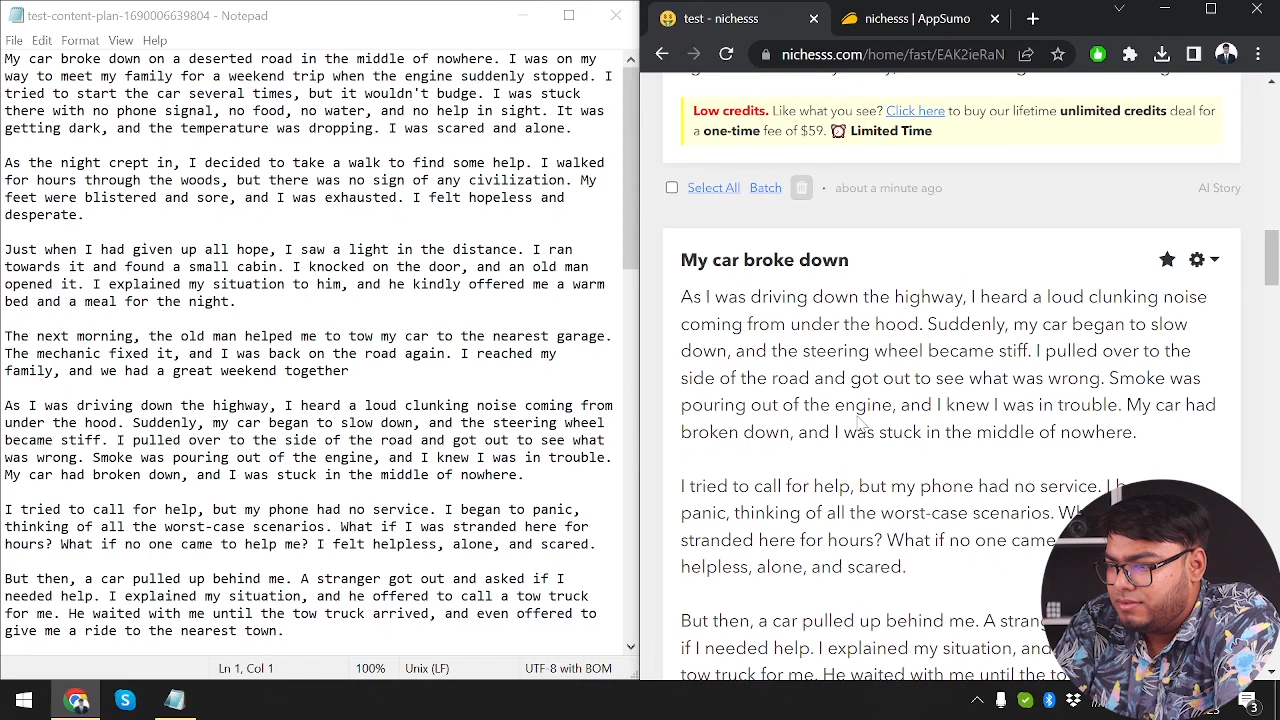 test-content-plan-1690006639804 - Notepad
File Edit Format View Help
My car broke down on a deserted road in the middle of nowhere. I was on my
way to meet my family for a weekend trip when the engine suddenly stopped. I
tried to start the car several times, but it wouldn't budge. I was stuck
there with no phone signal, no food, no water, and no help in sight. It was
getting dark, and the temperature was dropping. I was scared and alone.
As the night crept in, I decided to take a walk to find some help. I walked
for hours through the woods, but there was no sign of any civilization. My
feet were blistered and sore, and I was exhausted. I felt hopeless and
desperate.
Just when I had given up all hope, I saw a light in the distance. I ran
towards it and found a small cabin. I knocked on the door, and an old man
opened it. I explained my situation to him, and he kindly offered me a warm
bed and a meal for the night.
The next morning, the old man helped me to tow my car to the nearest garage.
The mechanic fixed it, and I was back on the road again. I reached my
family, and we had a great weekend together
As I was driving down the highway, I heard a loud clunking noise coming from
under the hood. Suddenly, my car began to slow down, and the steering wheel
became stiff. I pulled over to the side of the road and got out to see what
was wrong. Smoke was pouring out of the engine, and I knew I was in trouble.
My car had broken down, and I was stuck in the middle of nowhere.
I tried to call for help, but my phone had no service. I began to panic,
thinking of all the worst-case scenarios. What if I was stranded here for
hours? What if no one came to help me? I felt helpless, alone, and scared.
But then, a car pulled up behind me. A stranger got out and asked if I
needed help. I explained my situation, and he offered to call a tow truck
for me. He waited with me until the tow truck arrived, and even offered to
give me a ride to the nearest town.
Ln 1, Col 1 100% Unix (LF) UTF-8 with BOM
test - nichesss
nichesss | AppSumo
nichesss.com/home/fast/EAK2ieRaN
Low credits. Like what you see? Click here to buy our lifetime unlimited credits deal for
a one-time fee of $59. ⏰ Limited Time
Select All Batch · about a minute ago AI Story
My car broke down
As I was driving down the highway, I heard a loud clunking noise
coming from under the hood. Suddenly, my car began to slow
down, and the steering wheel became stiff. I pulled over to the
side of the road and got out to see what was wrong. Smoke was
pouring out of the engine, and I knew I was in trouble. My car had
broken down, and I was stuck in the middle of nowhere.
I tried to call for help, but my phone had no service. I
panic, thinking of all the worst-case scenarios.
stranded here for hours? What if no one came
helpless, alone, and scared.
But then, a car pulled up behind me. A
if I needed help. I explained my situation,
tow truck for me. He waited with me until the